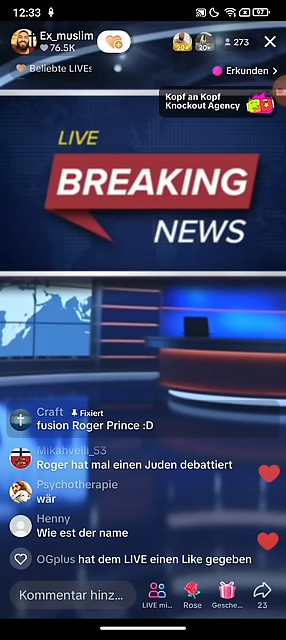 12:33
97
Ex_muslim
76.5K
20+
20+
273
Beliebte LIVEs
Erkunden >
Kopf an Kopf
Knockout Agency
LIVE
BREAKING
NEWS
Craft Fixiert
fusion Roger Prince :D
Mikahvelli_53
Roger hat mal einen Juden debattiert
Psychotherapie
wär
Henny
Wie est der name
OGplus hat dem LIVE einen Like gegeben
Kommentar hinz...
LIVE mi...
Rose
Gesche...
23